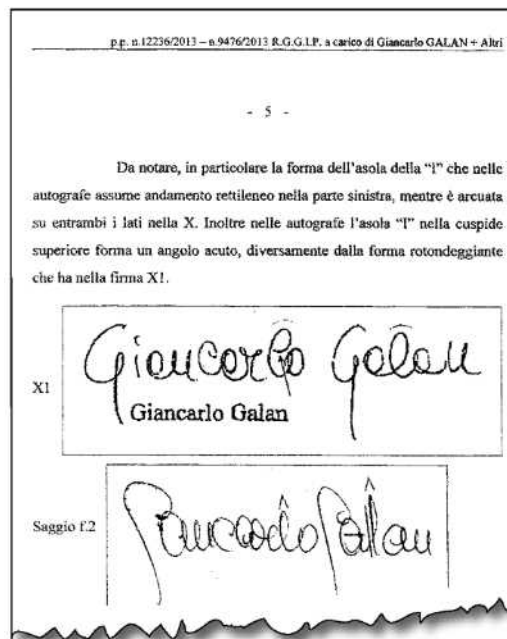 p.p. n.12236/2013 – n.9476/2013 R.G.G.I.P. a carico di Giancarlo GALAN + Altri
- 5 -
Da notare, in particolare la forma dell'asola della "l" che nelle
autografe assume andamento rettileneo nella parte sinistra, mentre è arcuata
su entrambi i lati nella X. Inoltre nelle autografe l'asola "l" nella cuspide
superiore forma un angolo acuto, diversamente dalla forma rotondeggiante
che ha nella firma X1.
Giancarlo Galan
X1
Giancarlo Galan
Saggio f.2
Giancarlo Galan